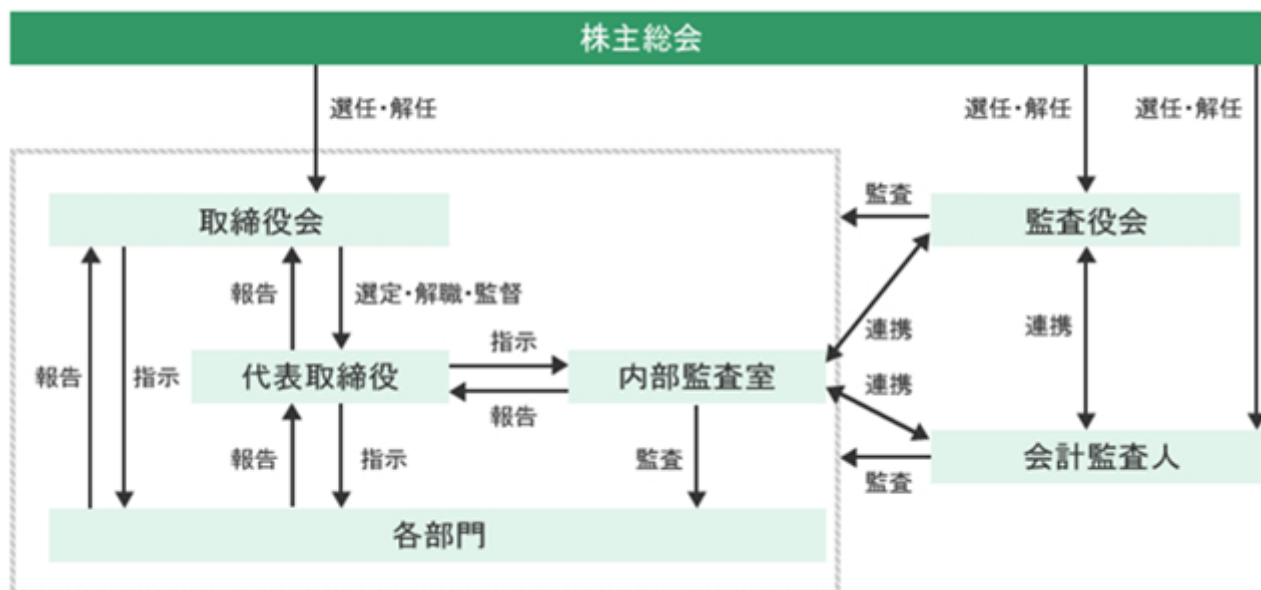 株主総会
選任・解任
選任・解任
選任・解任
監査
取締役会
監査役会
報告
選定・解職・監督
連携
連携
指示
報告
指示
代表取締役
内部監査室
連携
報告
報告
指示
監査
会計監査人
監査
各部門